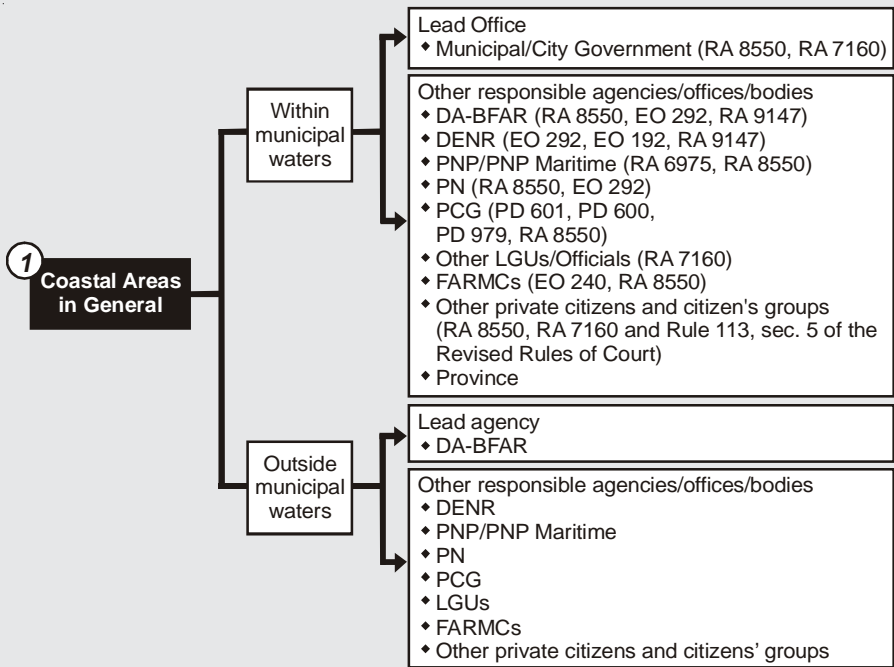 1
Coastal Areas
in General
Within
municipal
waters
Lead Office
◆ Municipal/City Government (RA 8550, RA 7160)
Other responsible agencies/offices/bodies
◆ DA-BFAR (RA 8550, EO 292, RA 9147)
◆ DENR (EO 292, EO 192, RA 9147)
◆ PNP/PNP Maritime (RA 6975, RA 8550)
◆ PN (RA 8550, EO 292)
◆ PCG (PD 601, PD 600,
PD 979, RA 8550)
◆ Other LGUs/Officials (RA 7160)
◆ FARMCs (EO 240, RA 8550)
◆ Other private citizens and citizen's groups
(RA 8550, RA 7160 and Rule 113, sec. 5 of the
Revised Rules of Court)
◆ Province
Outside
municipal
waters
Lead agency
◆ DA-BFAR
Other responsible agencies/offices/bodies
◆ DENR
◆ PNP/PNP Maritime
◆ PN
◆ PCG
◆ LGUs
◆ FARMCs
◆ Other private citizens and citizens’ groups